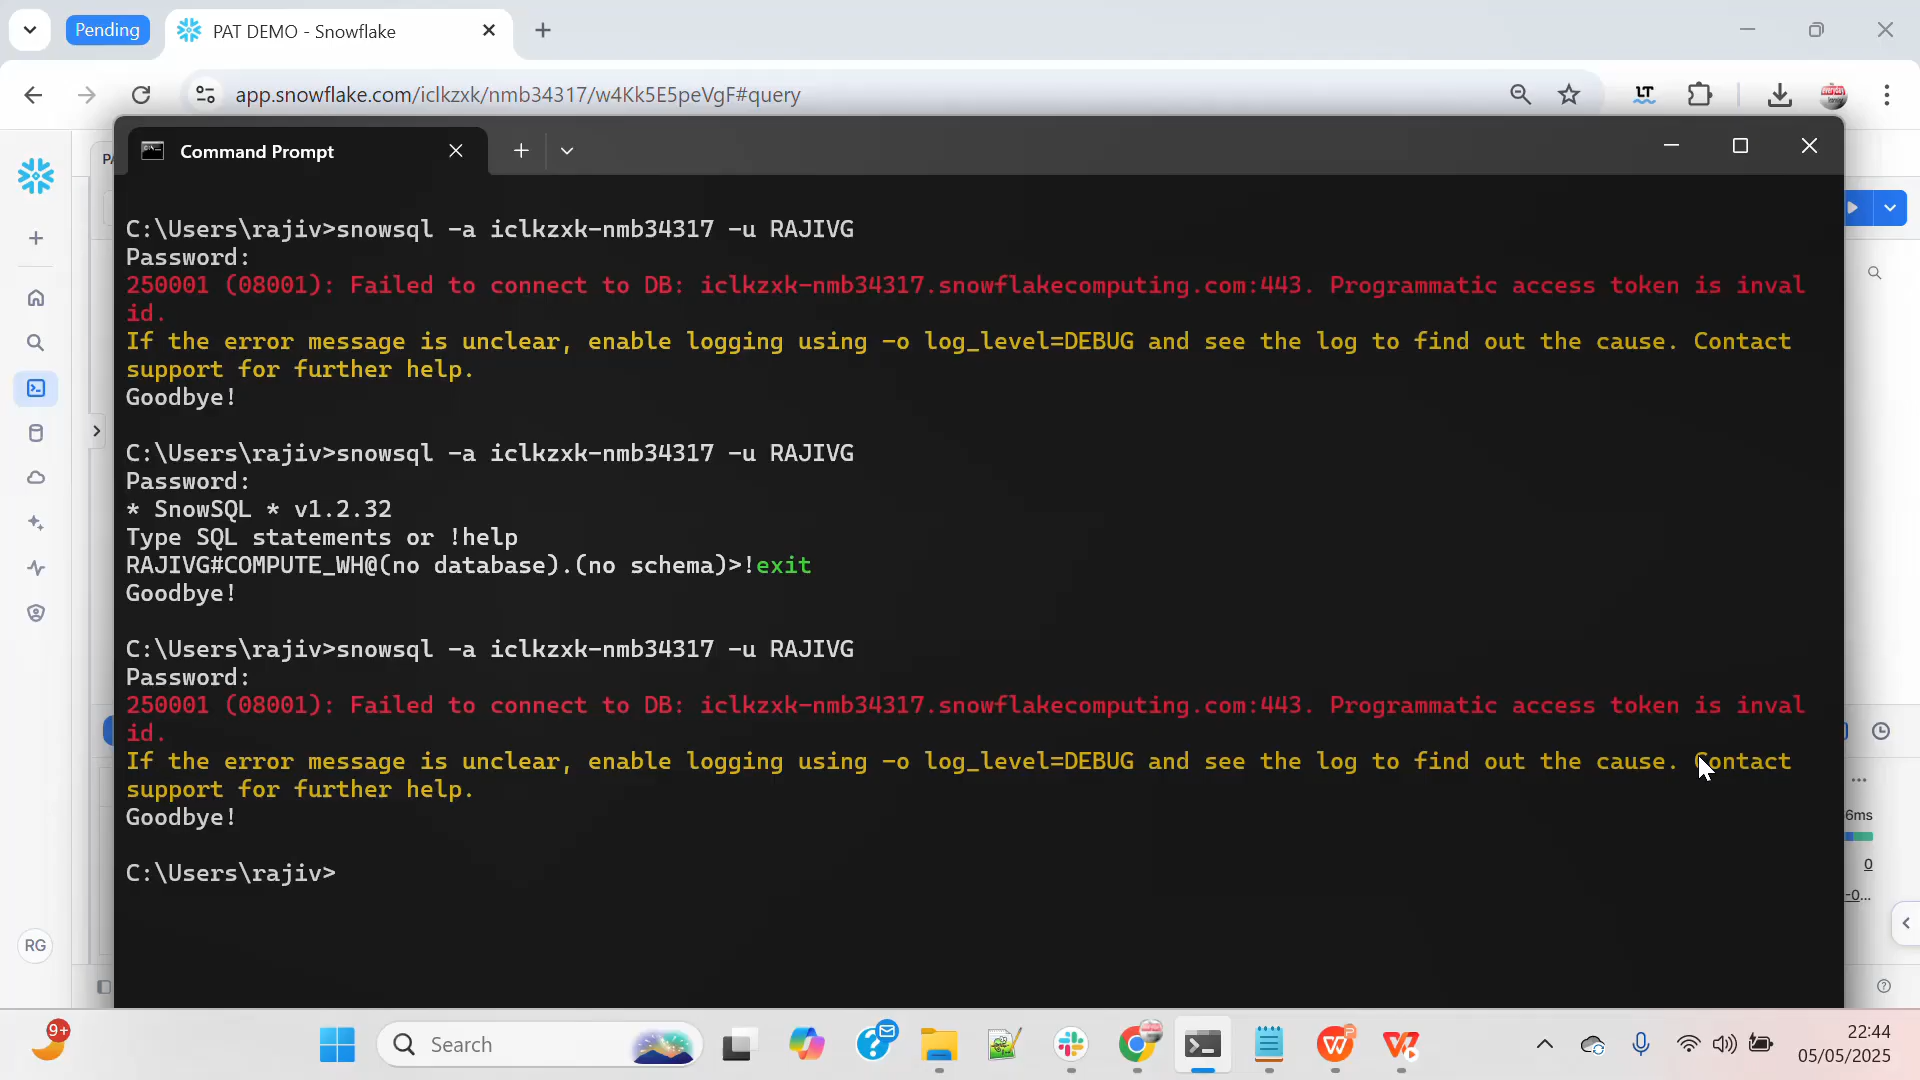 Pending
PAT DEMO - Snowflake
app.snowflake.com/iclkzxk/nmb34317/w4Kk5E5peVgF#query
LT
Command Prompt
C:\Users\rajiv>snowsql -a iclkzxk-nmb34317 -u RAJIVG
Password:
250001 (08001): Failed to connect to DB: iclkzxk-nmb34317.snowflakecomputing.com:443. Programmatic access token is inval
id.
If the error message is unclear, enable logging using -o log_level=DEBUG and see the log to find out the cause. Contact
support for further help.
Goodbye!
C:\Users\rajiv>snowsql -a iclkzxk-nmb34317 -u RAJIVG
Password:
* SnowSQL * v1.2.32
Type SQL statements or !help
RAJIVG#COMPUTE_WH@(no database).(no schema)>!exit
Goodbye!
C:\Users\rajiv>snowsql -a iclkzxk-nmb34317 -u RAJIVG
Password:
250001 (08001): Failed to connect to DB: iclkzxk-nmb34317.snowflakecomputing.com:443. Programmatic access token is inval
id.
If the error message is unclear, enable logging using -o log_level=DEBUG and see the log to find out the cause. Contact
support for further help.
Goodbye!
C:\Users\rajiv>
6ms
0
-0...
RG
9+
Search
22:44
05/05/2025